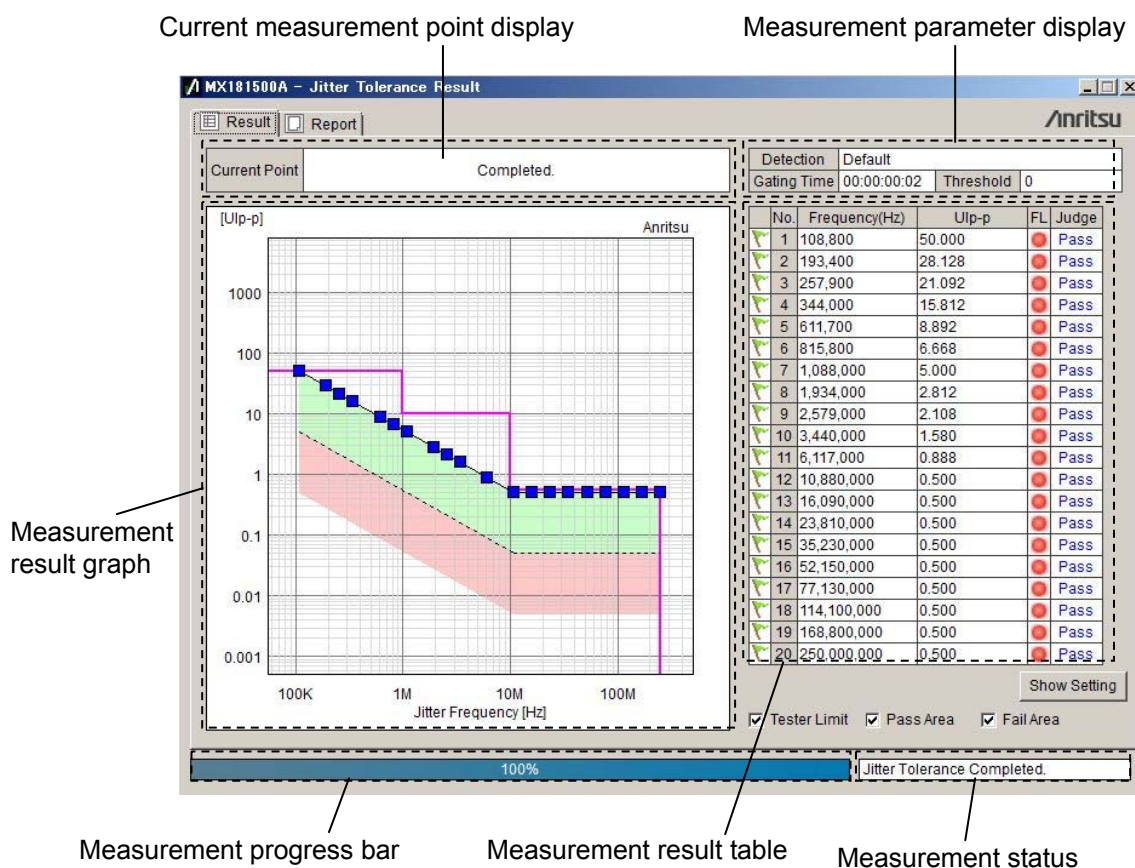 Current measurement point display
Measurement parameter display
MX181500A - Jitter Tolerance Result
Result Report
Anritsu
Current Point Completed.
Detection Default
Gating Time 00:00:00:02 Threshold 0
[UIp-p]
Anritsu
1000
100
10
1
0.1
0.01
0.001
100K 1M 10M 100M
Jitter Frequency [Hz]
No. Frequency(Hz) UIp-p FL Judge
1 108,800 50.000 Pass
2 193,400 28.128 Pass
3 257,900 21.092 Pass
4 344,000 15.812 Pass
5 611,700 8.892 Pass
6 815,800 6.668 Pass
7 1,088,000 5.000 Pass
8 1,934,000 2.812 Pass
9 2,579,000 2.108 Pass
10 3,440,000 1.580 Pass
11 6,117,000 0.888 Pass
12 10,880,000 0.500 Pass
13 16,090,000 0.500 Pass
14 23,810,000 0.500 Pass
15 35,230,000 0.500 Pass
16 52,150,000 0.500 Pass
17 77,130,000 0.500 Pass
18 114,100,000 0.500 Pass
19 168,800,000 0.500 Pass
20 250,000,000 0.500 Pass
Show Setting
Tester Limit Pass Area Fail Area
Measurement
result graph
100%
Jitter Tolerance Completed.
Measurement progress bar
Measurement result table
Measurement status